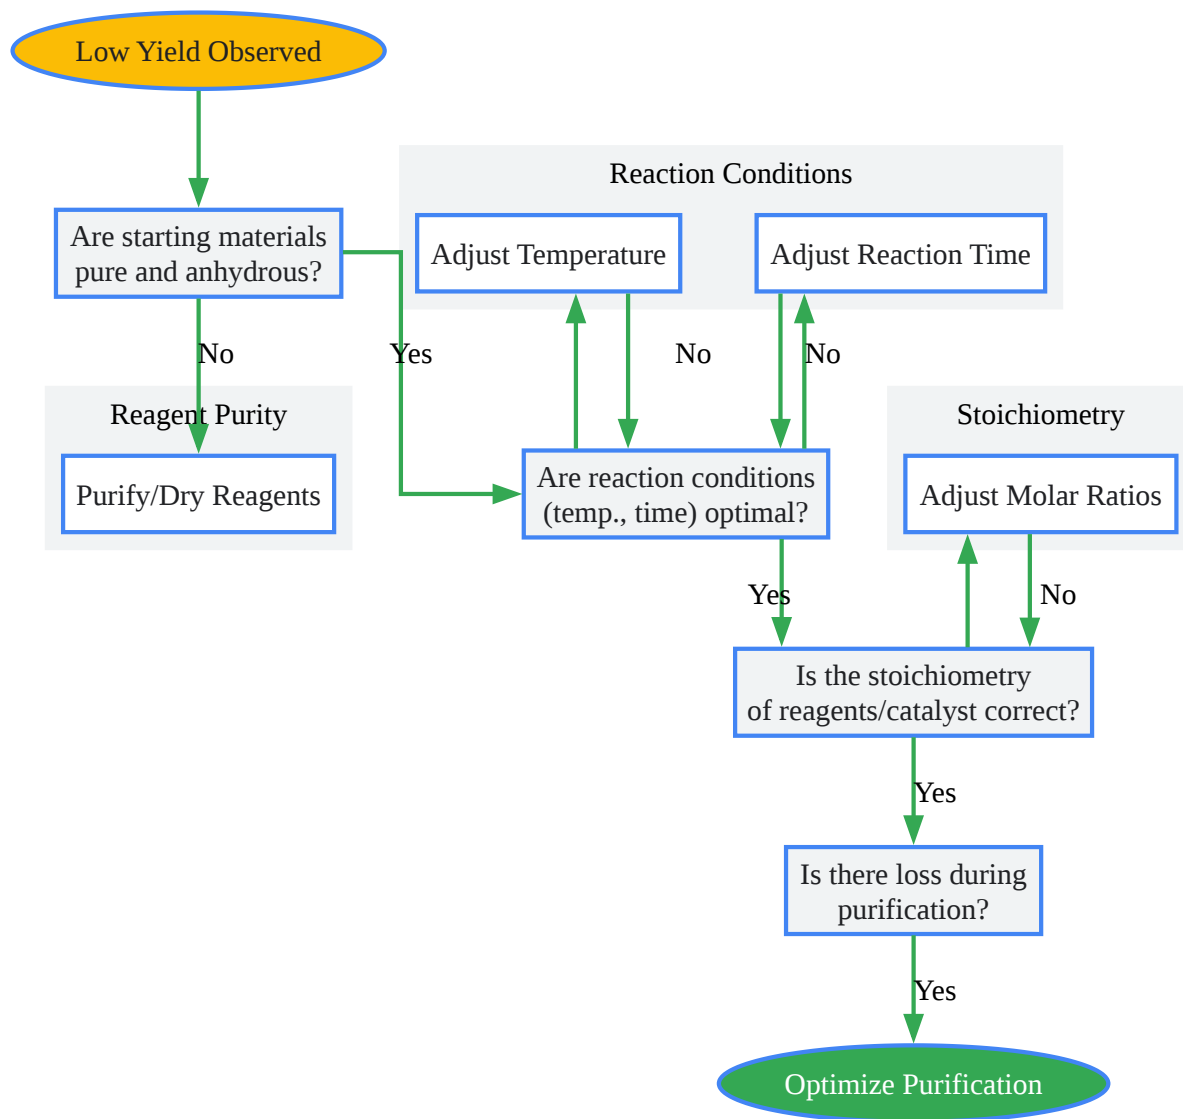 Low Yield Observed
Reaction Conditions
Are starting materials
pure and anhydrous?
Adjust Temperature
Adjust Reaction Time
No
Yes
No
No
Reagent Purity
Stoichiometry
Purify/Dry Reagents
Are reaction conditions
(temp., time) optimal?
Adjust Molar Ratios
Yes
No
Is the stoichiometry
of reagents/catalyst correct?
Yes
Is there loss during
purification?
Yes
Optimize Purification